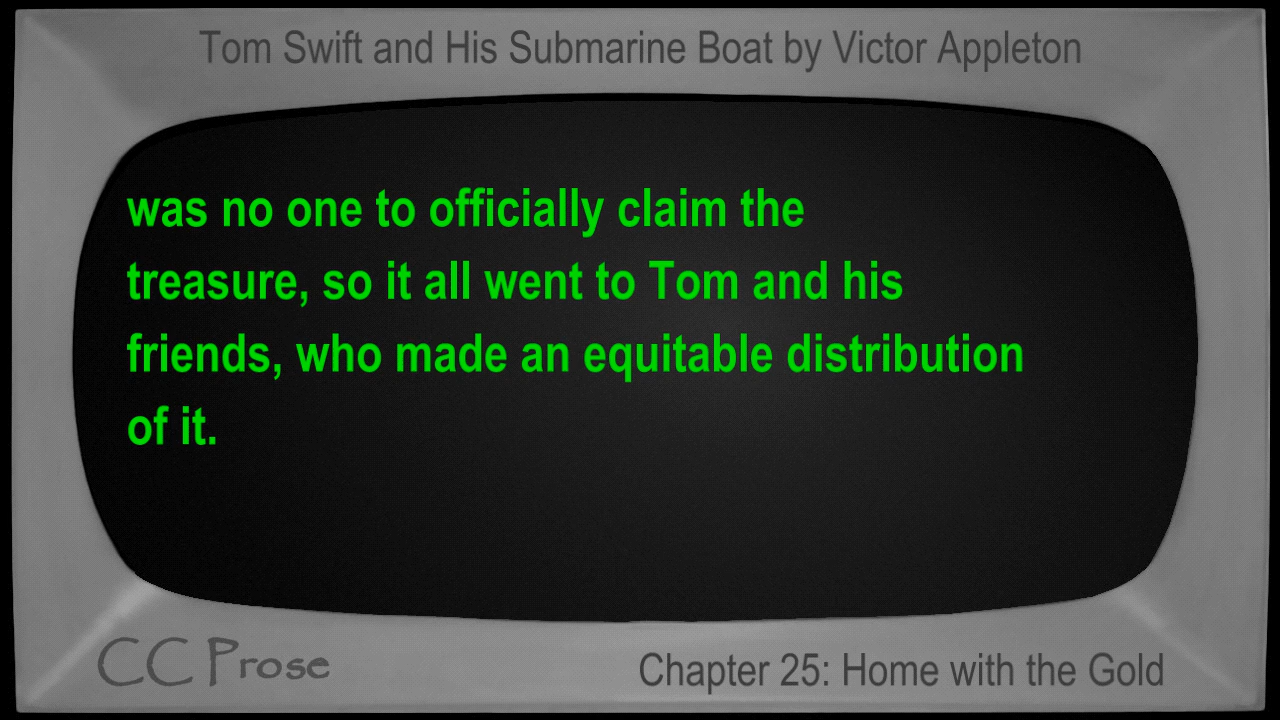 Tom Swift and His Submarine Boat by Victor Appleton
was no one to officially claim the
treasure, so it all went to Tom and his
friends, who made an equitable distribution
of it.
CC Prose
Chapter 25: Home with the Gold